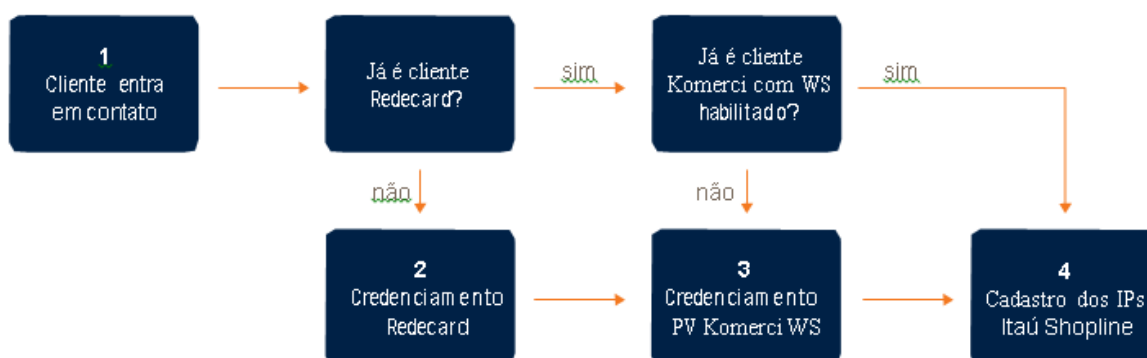 1
Cliente entra
em contato
Já é cliente
Redecard?
sim
Já é cliente
Komerci com WS
habilitado?
sim
não
não
2
Credenciamento
Redecard
3
Credenciamento
PV Komerci WS
4
Cadastro dos IPs
Itaú Shopline